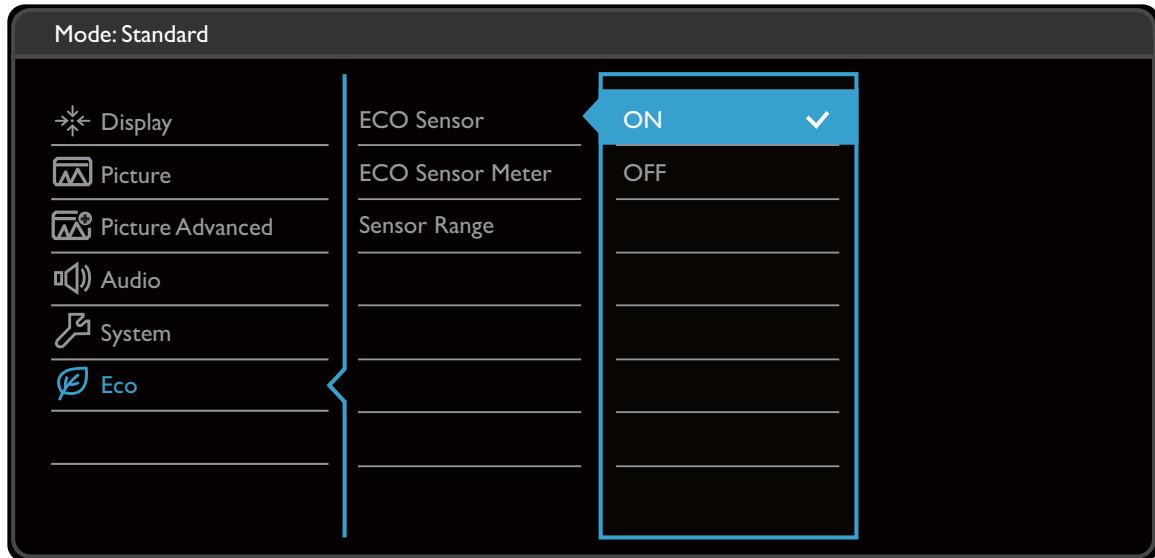 Mode: Standard
Display
Picture
Picture Advanced
Audio
System
Eco
ECO Sensor
ECO Sensor Meter
Sensor Range
ON
OFF